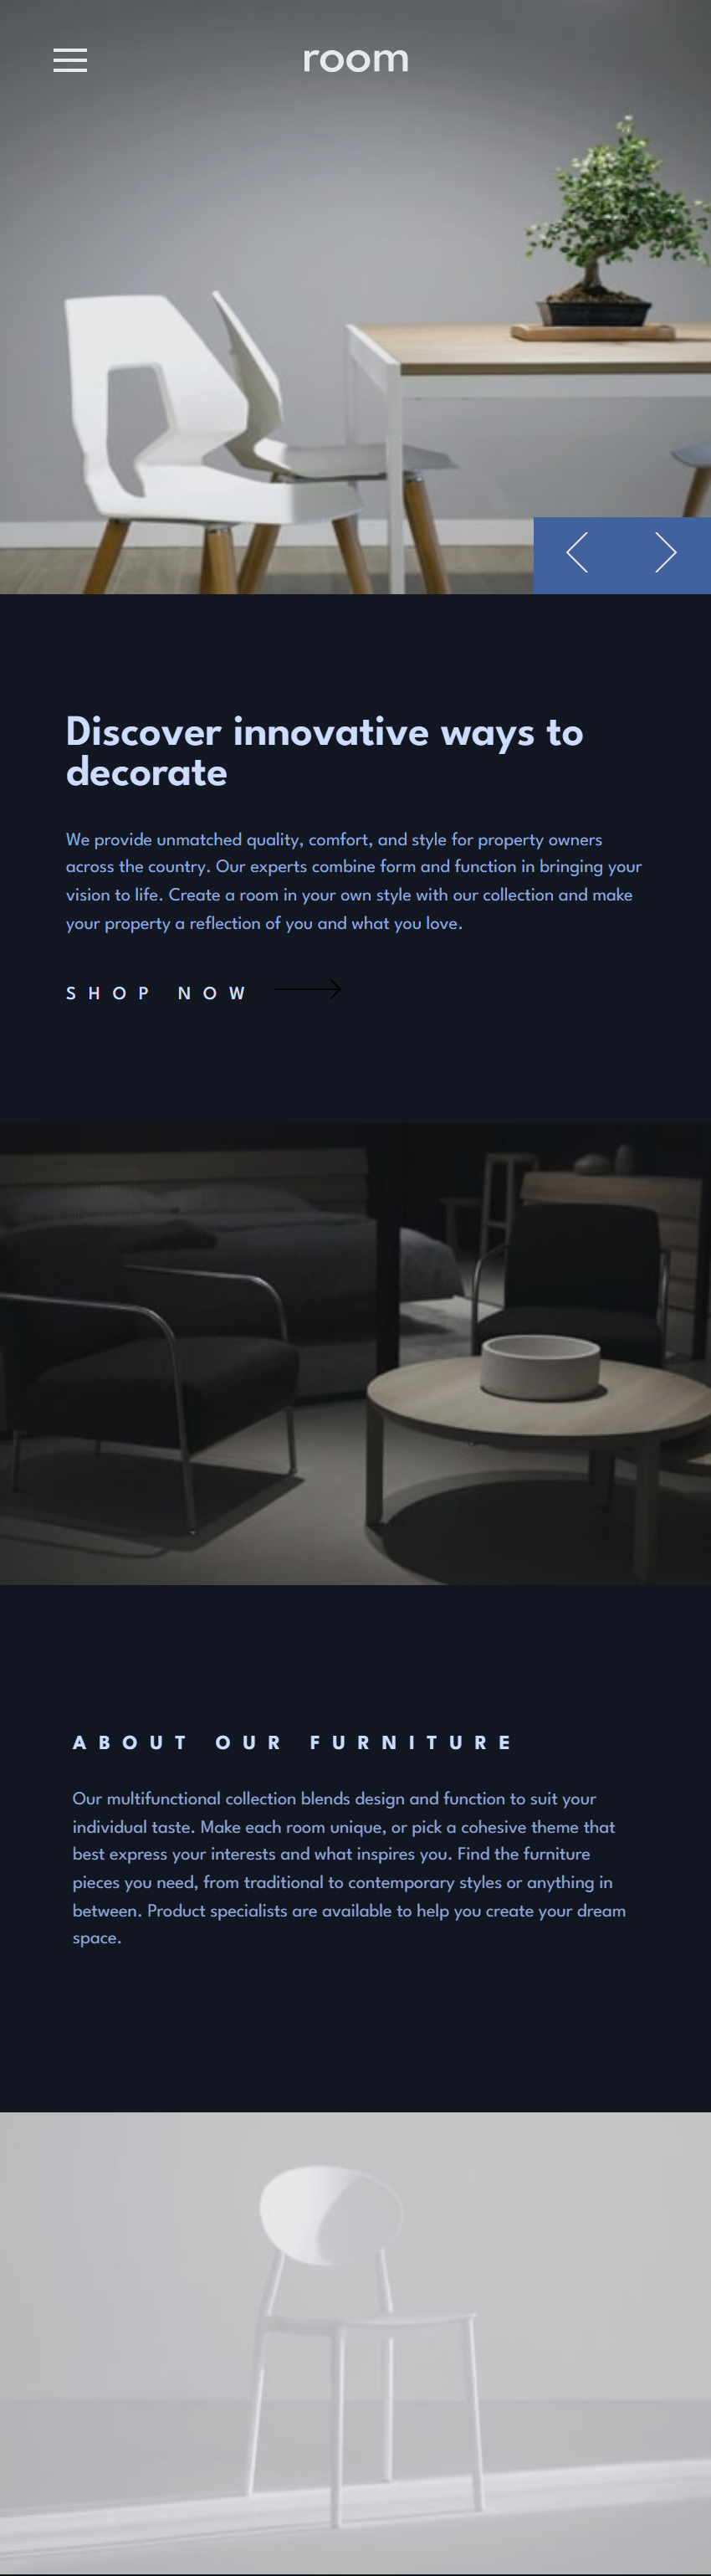 room
Discover innovative ways to
decorate
We provide unmatched quality, comfort, and style for property owners
across the country. Our experts combine form and function in bringing your
vision to life. Create a room in your own style with our collection and make
your property a reflection of you and what you love.
SHOP NOW
ABOUT OUR FURNITURE
Our multifunctional collection blends design and function to suit your
individual taste. Make each room unique, or pick a cohesive theme that
best express your interests and what inspires you. Find the furniture
pieces you need, from traditional to contemporary styles or anything in
between. Product specialists are available to help you create your dream
space.